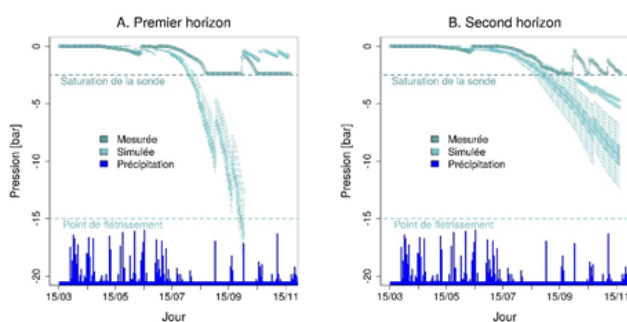 A. Premier horizon
B. Second horizon
Pression [bar]
0
-5
-10
-15
-20
Saturation de la sonde
Mesurée
Simulée
Précipitation
Point de flétrissement
15/03
15/05
15/07
15/09
15/11
Jour
Pression [bar]
0
-5
-10
-15
-20
Saturation de la sonde
Mesurée
Simulée
Précipitation
Point de flétrissement
15/03
15/05
15/07
15/09
15/11
Jour